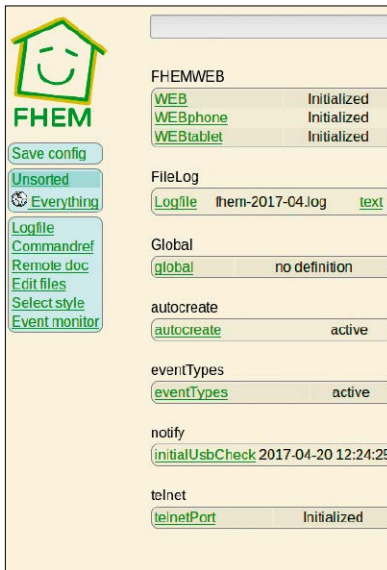 FHEM
Save config
Unsorted
Everything
Logfile
Commandref
Remote doc
Edit files
Select style
Event monitor
FHEMWEB
WEB Initialized
WEBphone Initialized
WEBtablet Initialized
FileLog
Logfile fhem-2017-04.log text
Global
global no definition
autocreate
autocreate active
eventTypes
eventTypes active
notify
initialUsbCheck 2017-04-20 12:24:25
telnet
telnetPort Initialized